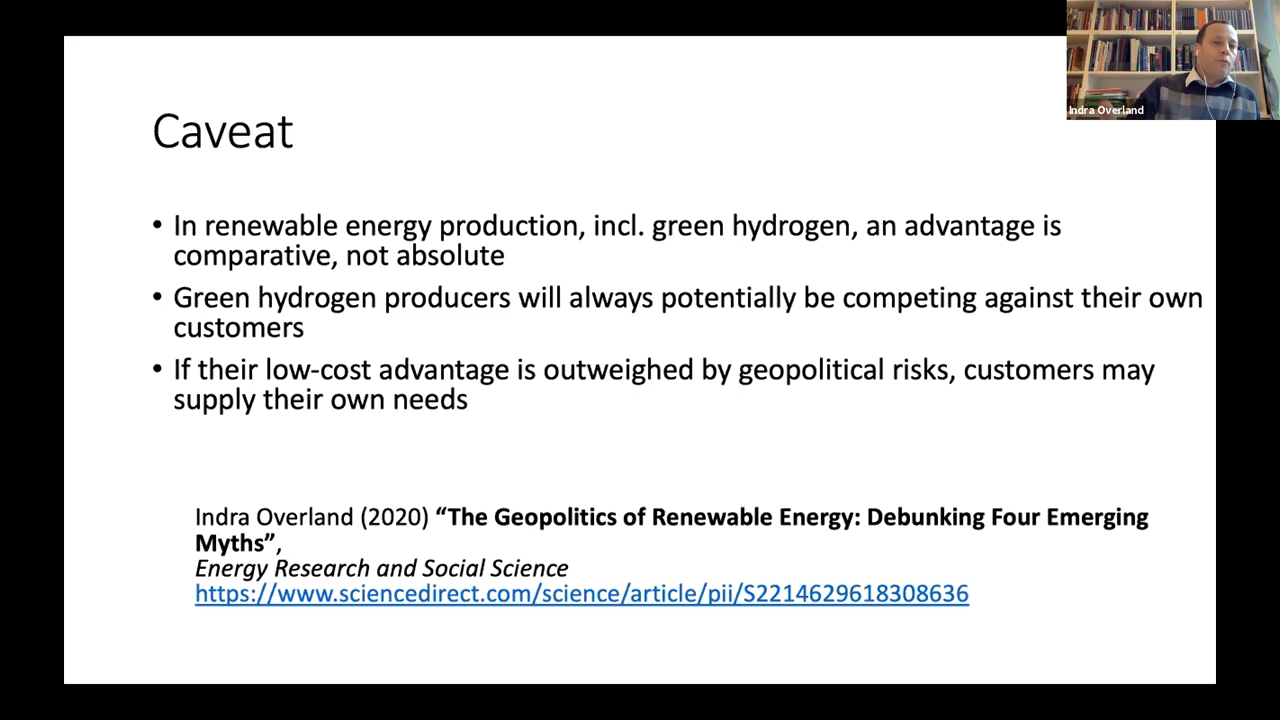 Indra Overland
Caveat
• In renewable energy production, incl. green hydrogen, an advantage is
comparative, not absolute
• Green hydrogen producers will always potentially be competing against their own
customers
• If their low-cost advantage is outweighed by geopolitical risks, customers may
supply their own needs
Indra Overland (2020) “The Geopolitics of Renewable Energy: Debunking Four Emerging
Myths”,
Energy Research and Social Science
https://www.sciencedirect.com/science/article/pii/S2214629618308636